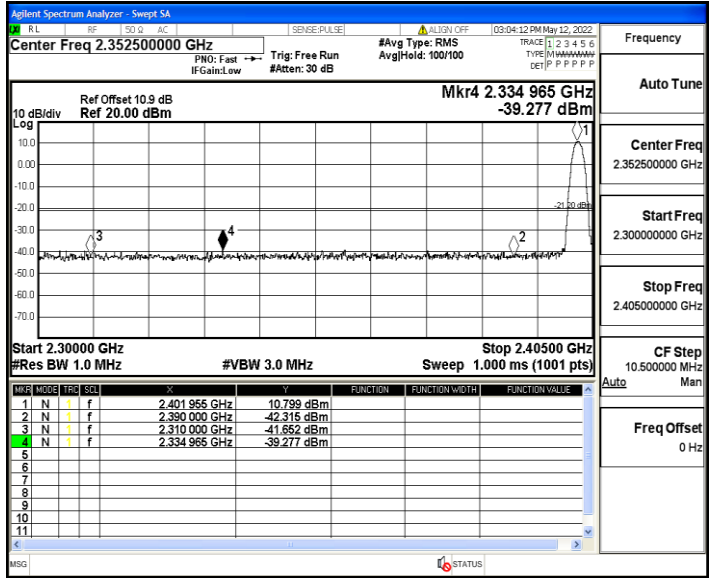 Agilent Spectrum Analyzer - Swept SA
RL RF 50 Ω AC SENSE:PULSE ALIGN OFF 03:04:12 PM May 12, 2022
Center Freq 2.352500000 GHz
PNO: Fast
IFGain:Low
Trig: Free Run
#Atten: 30 dB
#Avg Type: RMS
Avg|Hold: 100/100
TRACE 1 2 3 4 5 6
TYPE MWWWWW
DET P P P P P P
Frequency
Auto Tune
Center Freq
2.352500000 GHz
Start Freq
2.300000000 GHz
Stop Freq
2.405000000 GHz
CF Step
10.500000 MHz
Auto Man
Freq Offset
0 Hz
Mkr4 2.334 965 GHz
-39.277 dBm
Ref Offset 10.9 dB
10 dB/div Ref 20.00 dBm
Log
10.0
0.00
-10.0
-20.0
-30.0
-40.0
-50.0
-60.0
-70.0
1
-21.20 dBm
3
4
2
Start 2.30000 GHz Stop 2.40500 GHz
#Res BW 1.0 MHz #VBW 3.0 MHz Sweep 1.000 ms (1001 pts)
MKR MODE TRC SCL X Y FUNCTION FUNCTION WIDTH FUNCTION VALUE
1 N 1 f 2.401 955 GHz 10.799 dBm
2 N 1 f 2.390 000 GHz -42.315 dBm
3 N 1 f 2.310 000 GHz -41.652 dBm
4 N 1 f 2.334 965 GHz -39.277 dBm
5
6
7
8
9
10
11
MSG STATUS